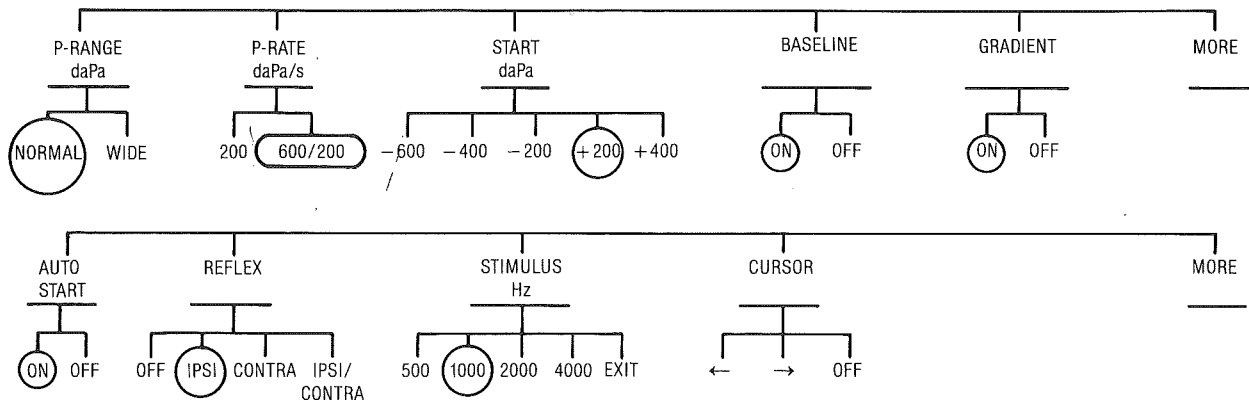 P-RANGE P-RATE START BASELINE GRADIENT MORE
daPa daPa/s daPa
NORMAL WIDE 200 600/200 -600 -400 -200 +200 +400 ON OFF ON OFF
AUTO REFLEX STIMULUS CURSOR MORE
START Hz
ON OFF OFF IPSI CONTRA IPSI/ 500 1000 2000 4000 EXIT ← → OFF
CONTRA